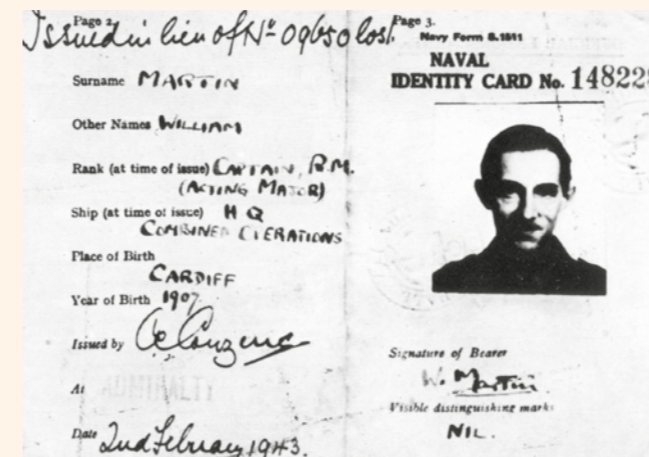 Page 2.
Issued in lieu of Nº 09650 lost.
Surname MARTIN
Other Names WILLIAM
Rank (at time of issue) CAPTAIN, R.M.
(ACTING MAJOR)
Ship (at time of issue) H Q
COMBINED OPERATIONS
Place of Birth
CARDIFF
Year of Birth 1907
Issued by
At ADMIRALTY
Date 2nd February 1943.
Page 3.
Navy Form S.1511
NAVAL
IDENTITY CARD No. 148228
Signature of Bearer
W. Martin
Visible distinguishing marks
NIL.